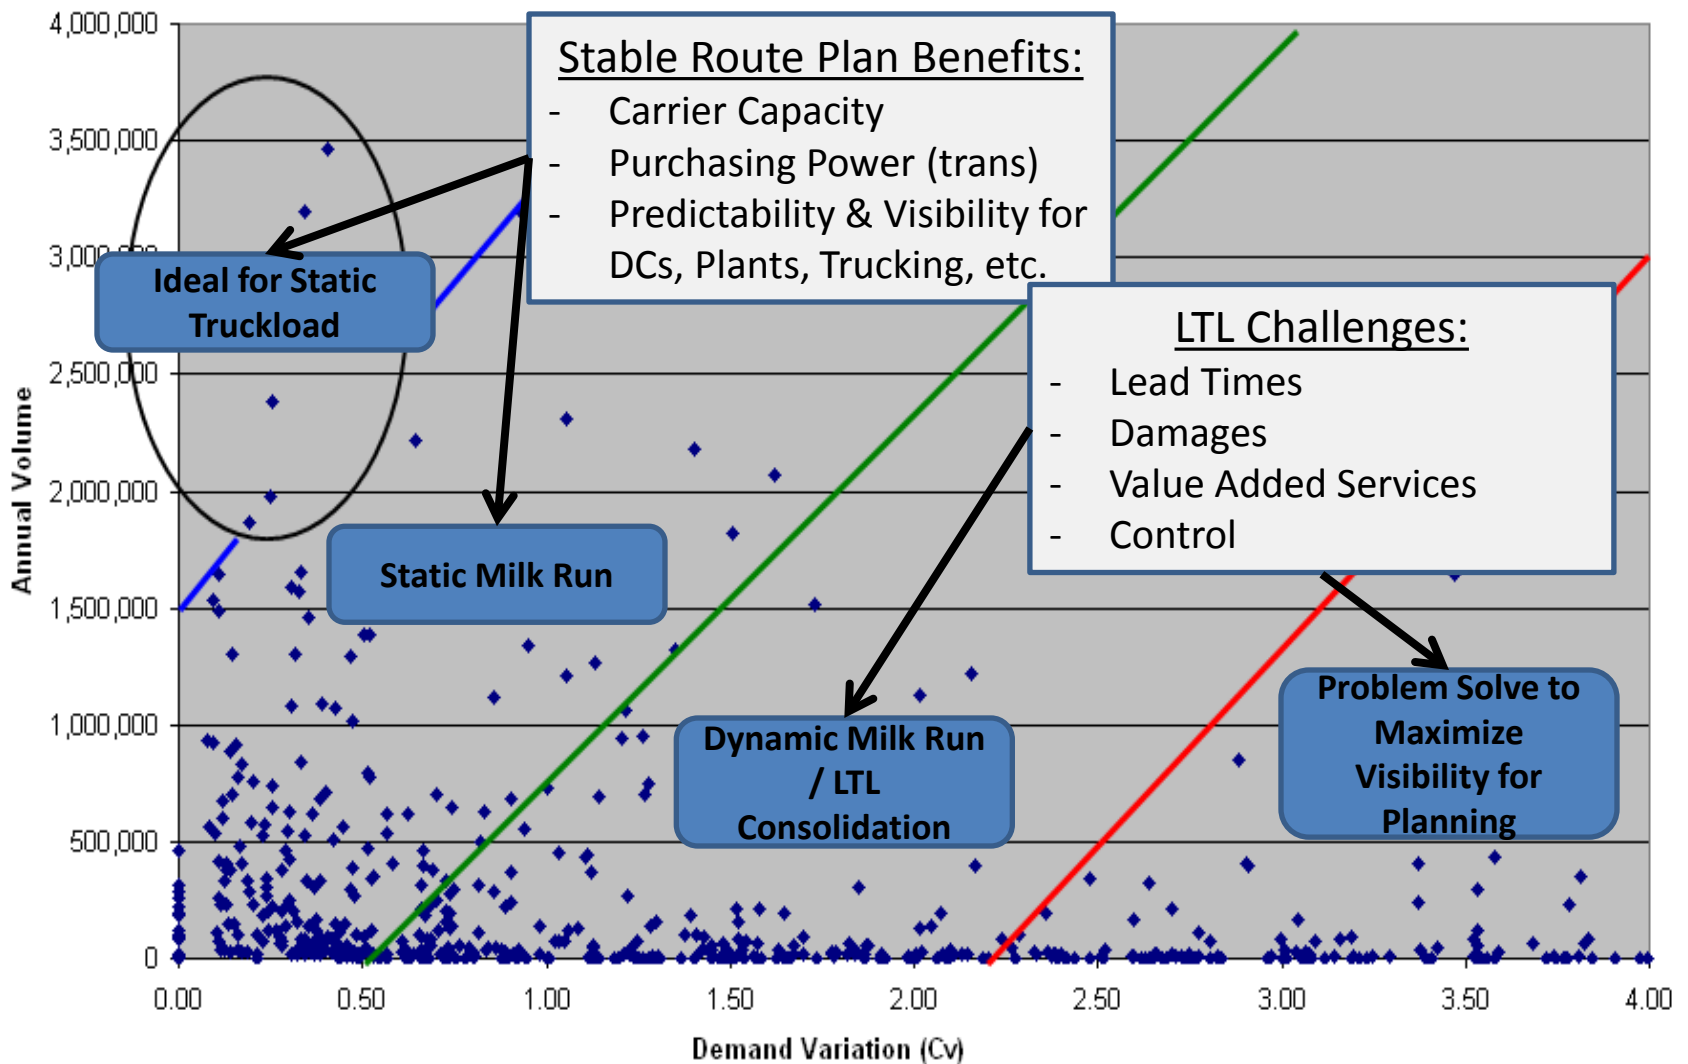 4,000,000
3,500,000
3,000,000
2,500,000
2,000,000
1,500,000
1,000,000
500,000
0
Annual Volume
Stable Route Plan Benefits:
- Carrier Capacity
- Purchasing Power (trans)
- Predictability & Visibility for
DCs, Plants, Trucking, etc.
Ideal for Static
Truckload
LTL Challenges:
- Lead Times
- Damages
- Value Added Services
- Control
Static Milk Run
Dynamic Milk Run
/ LTL
Consolidation
Problem Solve to
Maximize
Visibility for
Planning
0.00 0.50 1.00 1.50 2.00 2.50 3.00 3.50 4.00
Demand Variation (Cv)